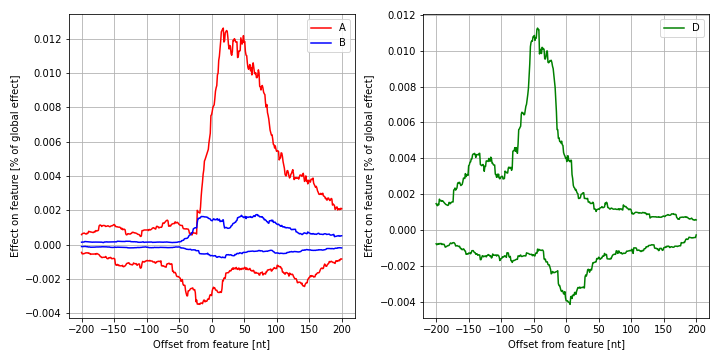 A
B
Effect on feature [% of global effect]
0.012
0.010
0.008
0.006
0.004
0.002
0.000
−0.002
−0.004
−200 −150 −100 −50 0 50 100 150 200
Offset from feature [nt]
D
Effect on feature [% of global effect]
0.012
0.010
0.008
0.006
0.004
0.002
0.000
−0.002
−0.004
−200 −150 −100 −50 0 50 100 150 200
Offset from feature [nt]